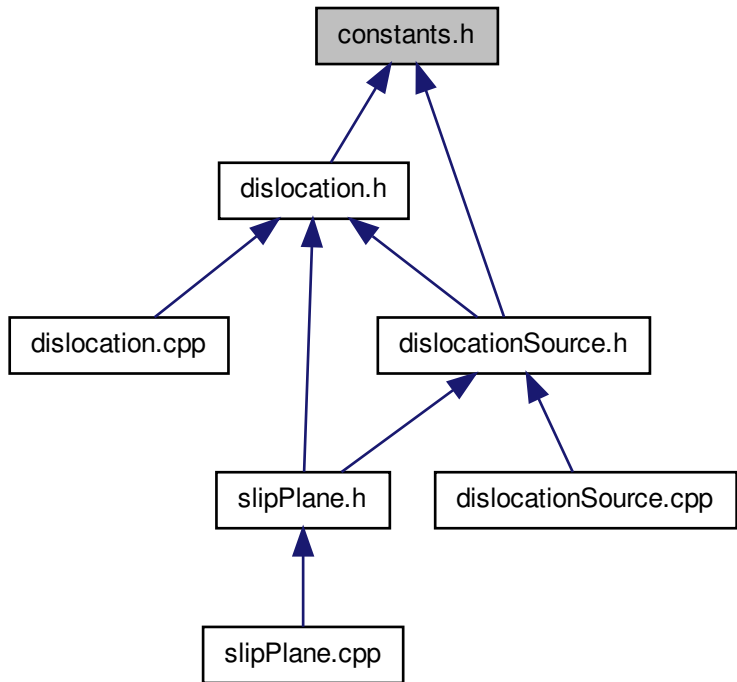 constants.h
dislocation.h
dislocation.cpp
dislocationSource.h
slipPlane.h
dislocationSource.cpp
slipPlane.cpp